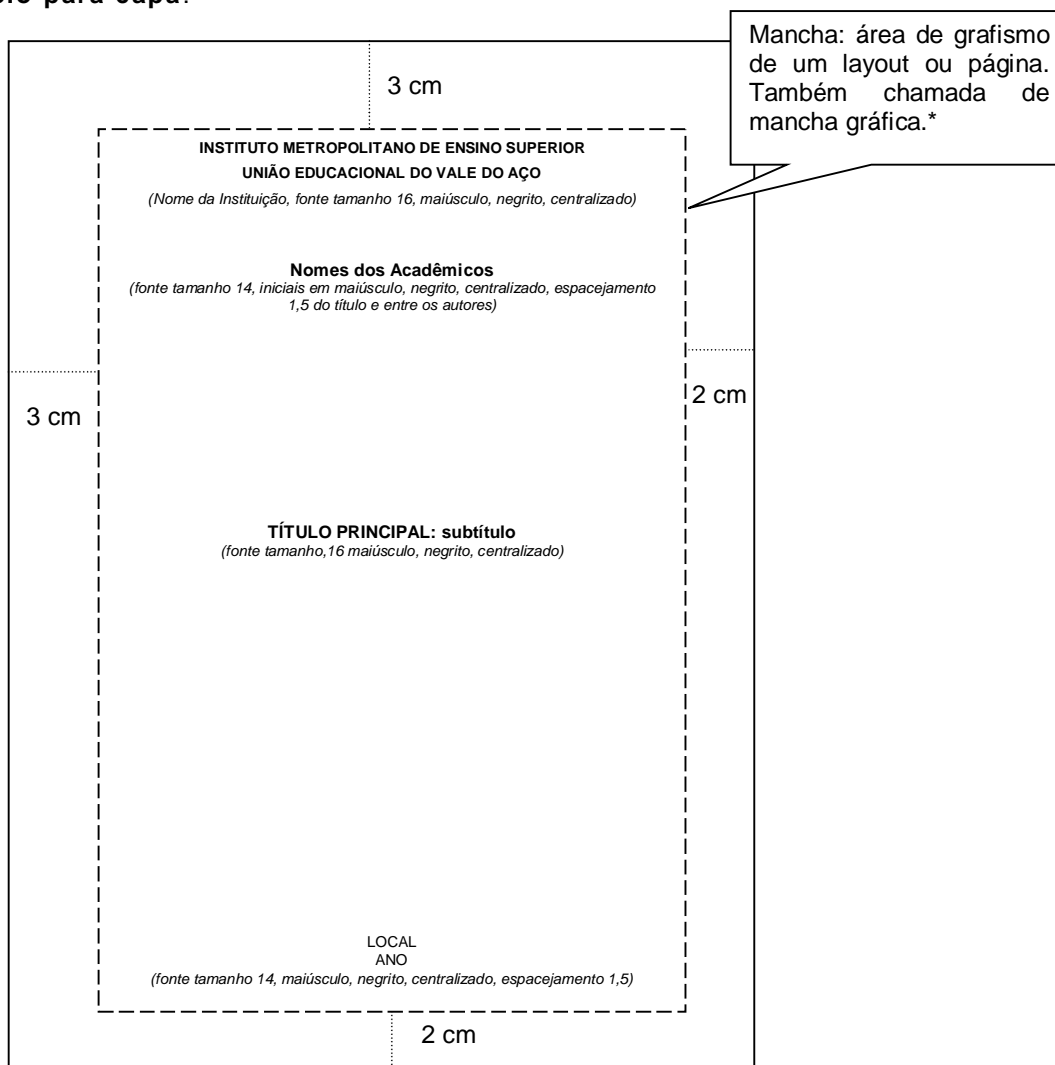 para capa:
Mancha: área de grafismo
de um layout ou página.
Também chamada de
mancha gráfica.*
3 cm
INSTITUTO METROPOLITANO DE ENSINO SUPERIOR
UNIÃO EDUCACIONAL DO VALE DO AÇO
(Nome da Instituição, fonte tamanho 16, maiúsculo, negrito, centralizado)
Nomes dos Acadêmicos
(fonte tamanho 14, iniciais em maiúsculo, negrito, centralizado, espacejamento
1,5 do título e entre os autores)
3 cm
2 cm
TÍTULO PRINCIPAL: subtítulo
(fonte tamanho,16 maiúsculo, negrito, centralizado)
LOCAL
ANO
(fonte tamanho 14, maiúsculo, negrito, centralizado, espacejamento 1,5)
2 cm